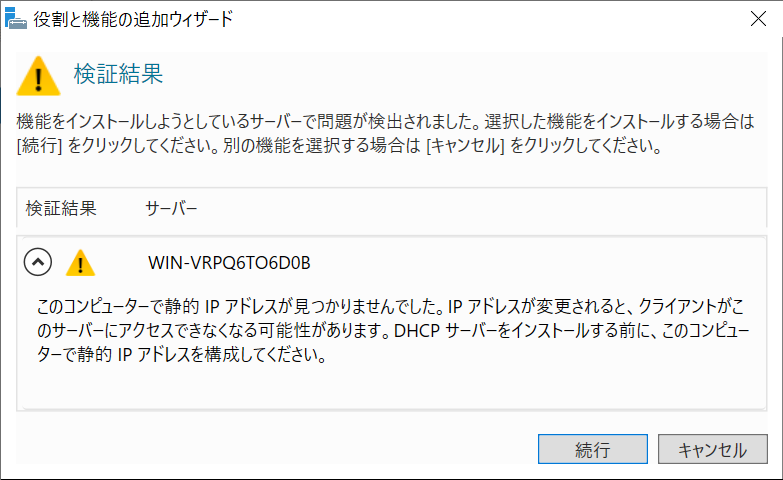 役割と機能の追加ウィザード
検証結果
機能をインストールしようとしているサーバーで問題が検出されました。選択した機能をインストールする場合は
[続行] をクリックしてください。別の機能を選択する場合は [キャンセル] をクリックしてください。
検証結果 サーバー
WIN-VRPQ6TO6D0B
このコンピューターで静的 IP アドレスが見つかりませんでした。IP アドレスが変更されると、クライアントがこ
のサーバーにアクセスできなくなる可能性があります。DHCP サーバーをインストールする前に、このコンピュー
ターで静的 IP アドレスを構成してください。
続行 キャンセル